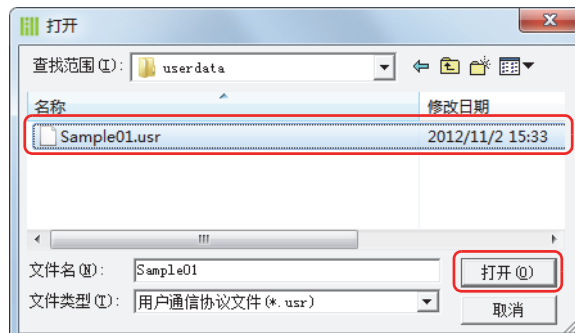 打开
查找范围(I): userdata
名称 修改日期
Sample01.usr 2012/11/2 15:33
文件名(N): Sample01 打开(O)
文件类型(T): 用户通信协议文件(*.usr) 取消